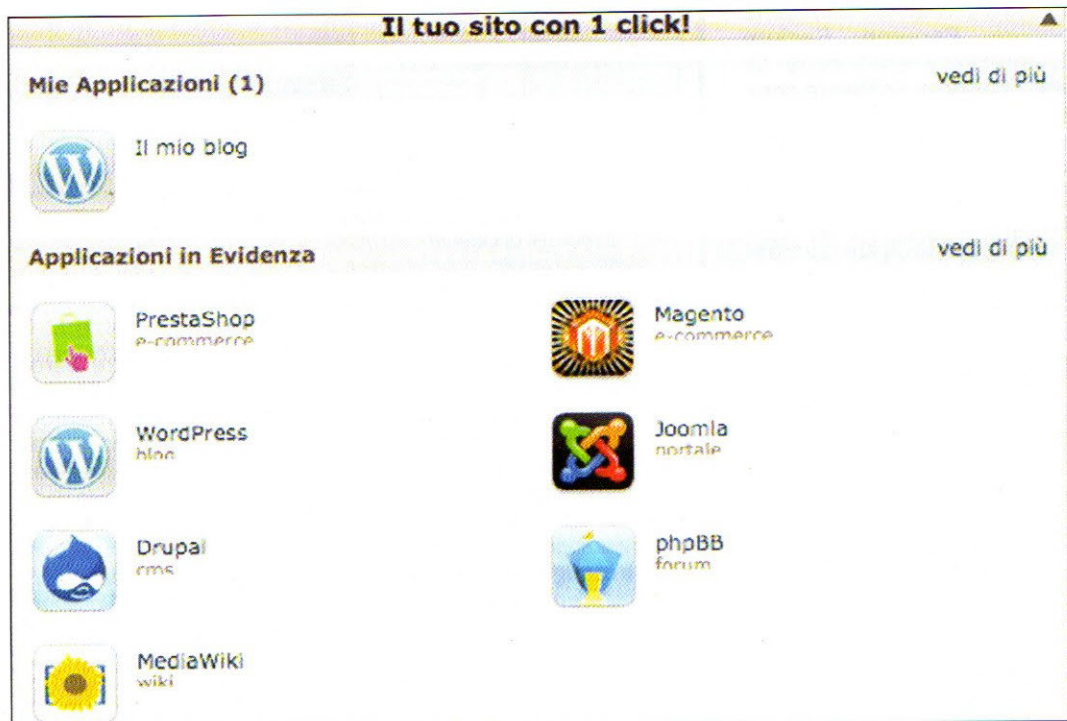 Il tuo sito con 1 click!
Mie Applicazioni (1)
vedi di più
Il mio blog
Applicazioni in Evidenza
vedi di più
PrestaShop
e-commerce
Magento
e-commerce
WordPress
blog
Joomla
portale
Drupal
cms
phpBB
forum
MediaWiki
wiki